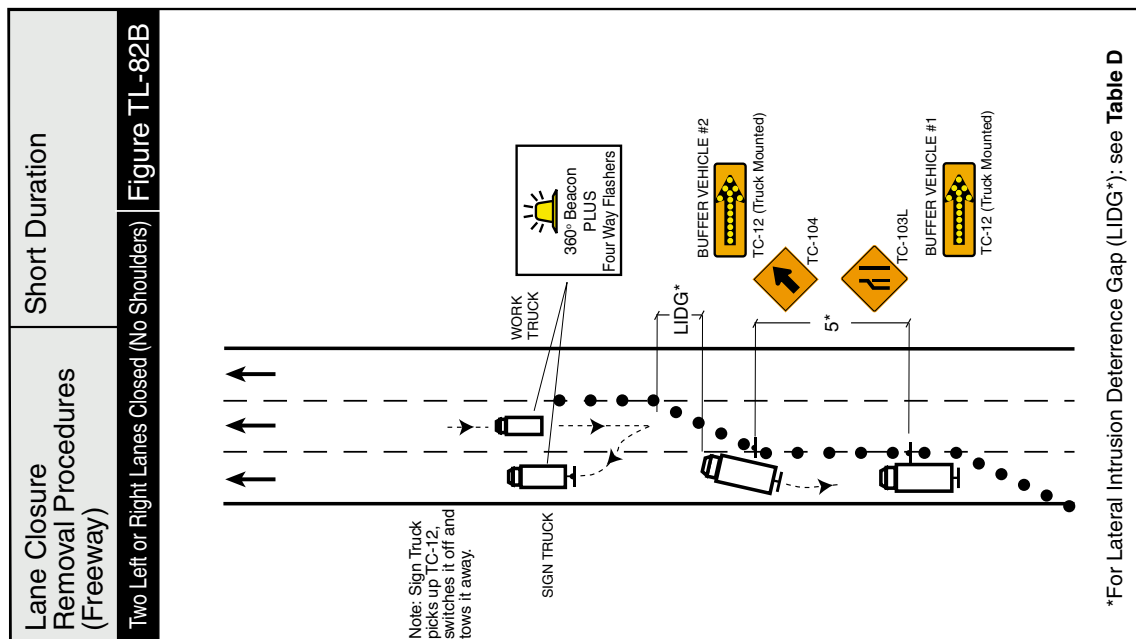 Lane Closure
Removal Procedures
(Freeway)
Short Duration
Two Left or Right Lanes Closed (No Shoulders)
Figure TL-82B
Note: Sign Truck
picks up TC-12,
switches it off and
tows it away.
SIGN TRUCK
WORK
TRUCK
360° Beacon
PLUS
Four Way Flashers
LIDG*
5*
BUFFER VEHICLE #2
TC-12 (Truck Mounted)
TC-104
TC-103L
BUFFER VEHICLE #1
TC-12 (Truck Mounted)
*For Lateral Intrusion Deterrence Gap (LIDG*): see Table D